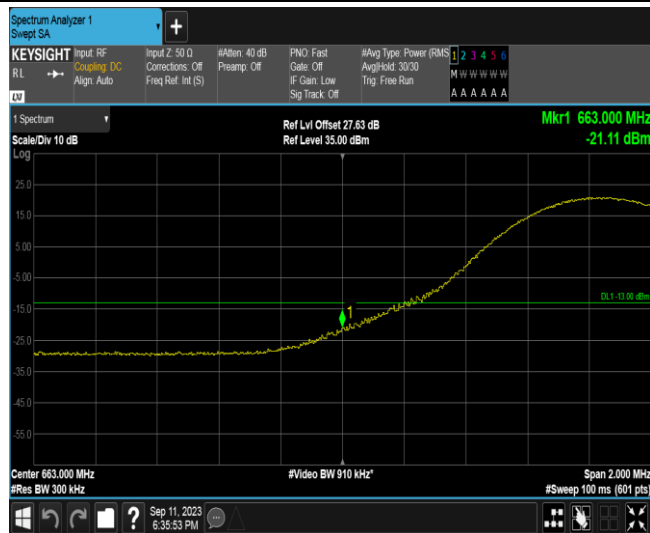 Spectrum Analyzer 1
Swept SA
+
KEYSIGHT
RL
Input: RF
Coupling: DC
Align: Auto
Input Z: 50 Ω
Corrections: Off
Freq Ref: Int (S)
#Atten: 40 dB
Preamp: Off
PNO: Fast
Gate: Off
IF Gain: Low
Sig Track: Off
#Avg Type: Power (RMS
Avg|Hold: 30/30
Trig: Free Run
1 2 3 4 5 6
M W W W W W
A A A A A A
LXI
1 Spectrum
Scale/Div 10 dB
Ref Lvl Offset 27.63 dB
Ref Level 35.00 dBm
Mkr1 663.000 MHz
-21.11 dBm
Log
25.0
15.0
5.00
-5.00
DL1 -13.00 dBm
-15.0
1
-25.0
-35.0
-45.0
-55.0
Center 663.000 MHz
#Video BW 910 kHz*
Span 2.000 MHz
#Res BW 300 kHz
#Sweep 100 ms (601 pts)
?
Sep 11, 2023
6:35:53 PM